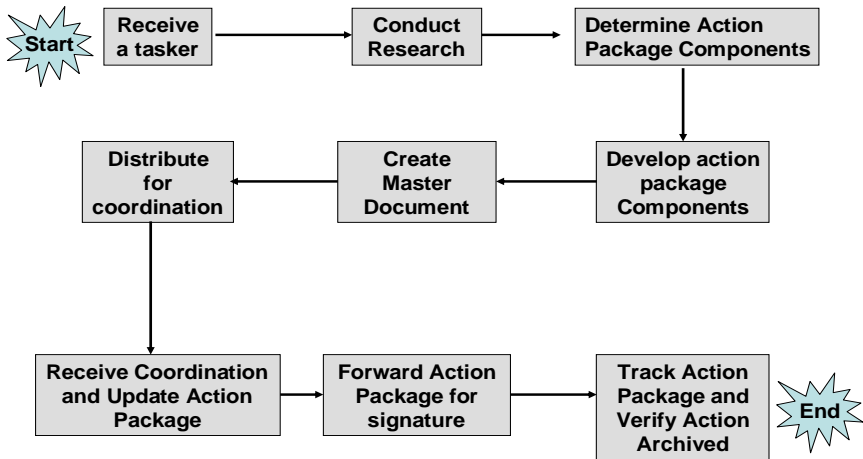 Start
Receive
a tasker
Conduct
Research
Determine Action
Package Components
Develop action
package
Components
Create
Master
Document
Distribute
for
coordination
Receive Coordination
and Update Action
Package
Forward Action
Package for
signature
Track Action
Package and
Verify Action
Archived
End